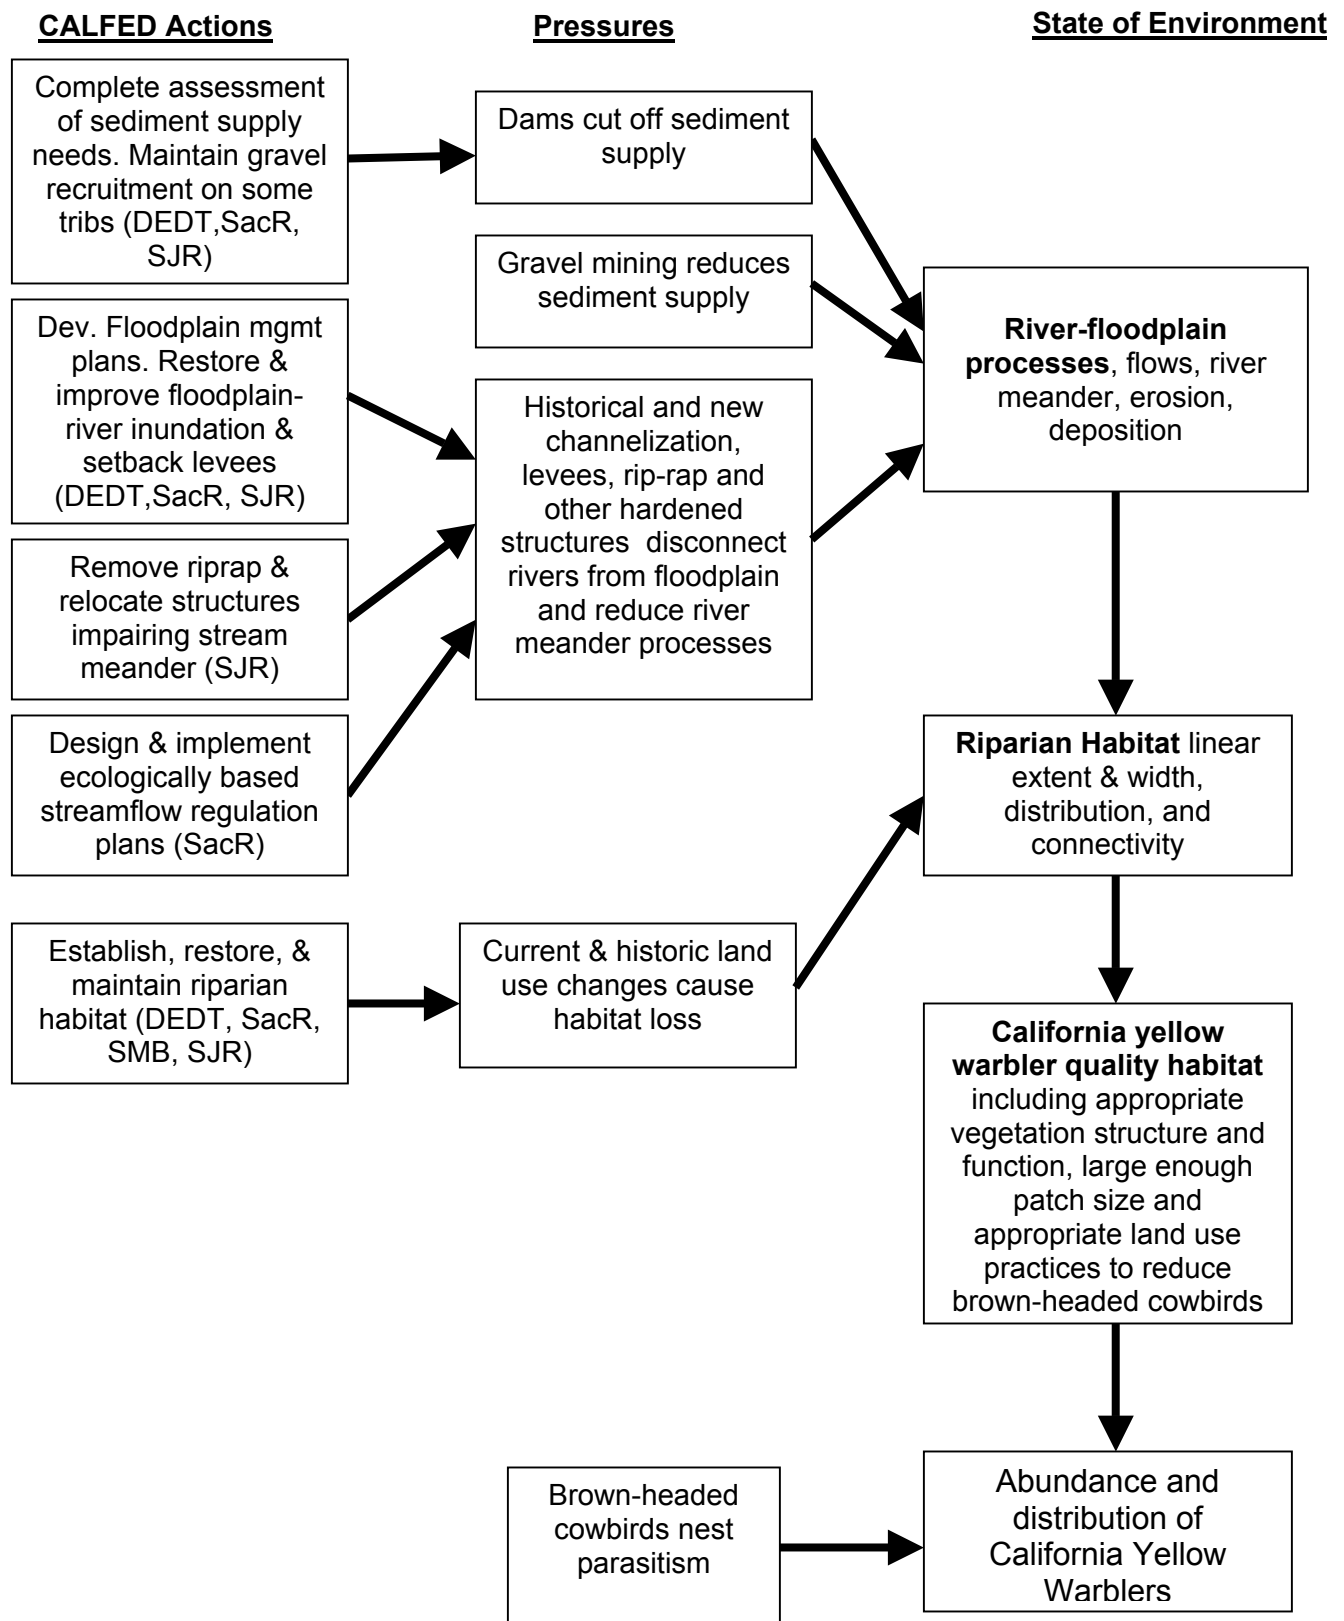 CALFED Actions
Pressures
State of Environment
Complete assessment
of sediment supply
needs. Maintain gravel
recruitment on some
tribs (DEDT,SacR,
SJR)
Dev. Floodplain mgmt
plans. Restore &
improve floodplain-
river inundation &
setback levees
(DEDT,SacR, SJR)
Remove riprap &
relocate structures
impairing stream
meander (SJR)
Design & implement
ecologically based
streamflow regulation
plans (SacR)
Establish, restore, &
maintain riparian
habitat (DEDT, SacR,
SMB, SJR)
Dams cut off sediment
supply
Gravel mining reduces
sediment supply
Historical and new
channelization,
levees, rip-rap and
other hardened
structures disconnect
rivers from floodplain
and reduce river
meander processes
Current & historic land
use changes cause
habitat loss
Brown-headed
cowbirds nest
parasitism
River-floodplain
processes, flows, river
meander, erosion,
deposition
Riparian Habitat linear
extent & width,
distribution, and
connectivity
California yellow
warbler quality habitat
including appropriate
vegetation structure and
function, large enough
patch size and
appropriate land use
practices to reduce
brown-headed cowbirds
Abundance and
distribution of
California Yellow
Warblers